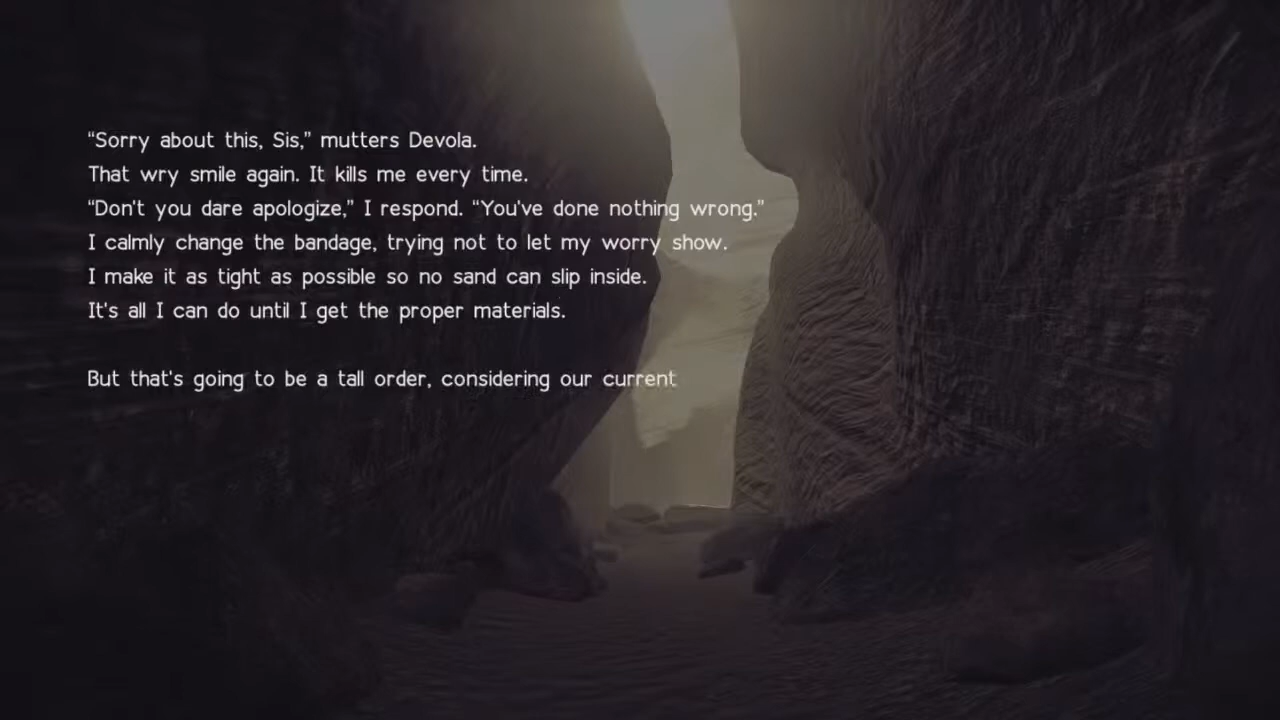 “Sorry about this, Sis,” mutters Devola.
That wry smile again. It kills me every time.
“Don't you dare apologize,” I respond. “You've done nothing wrong.”
I calmly change the bandage, trying not to let my worry show.
I make it as tight as possible so no sand can slip inside.
It's all I can do until I get the proper materials.
But that's going to be a tall order, considering our current